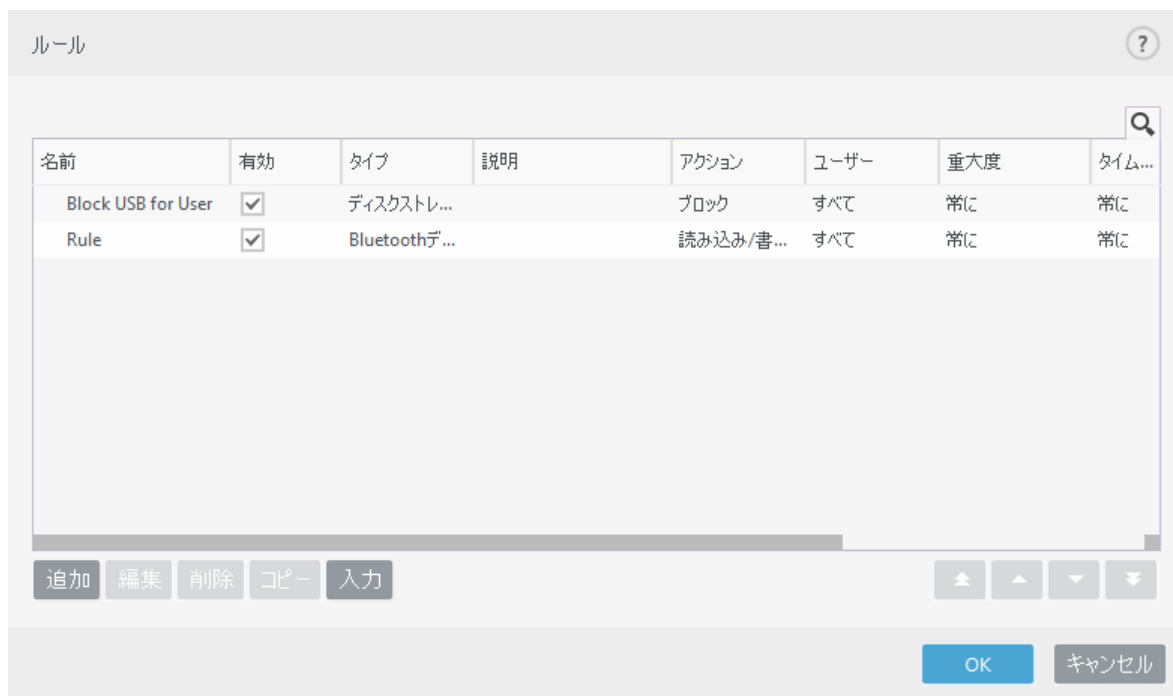 ルール ?
名前 有効 タイプ 説明 アクション ユーザー 重大度 タイム...
Block USB for User ディスクストレ... ブロック すべて 常に 常に
Rule Bluetoothデ... 読み込み/書... すべて 常に 常に
追加 編集 削除 コピー 入力
OK キャンセル